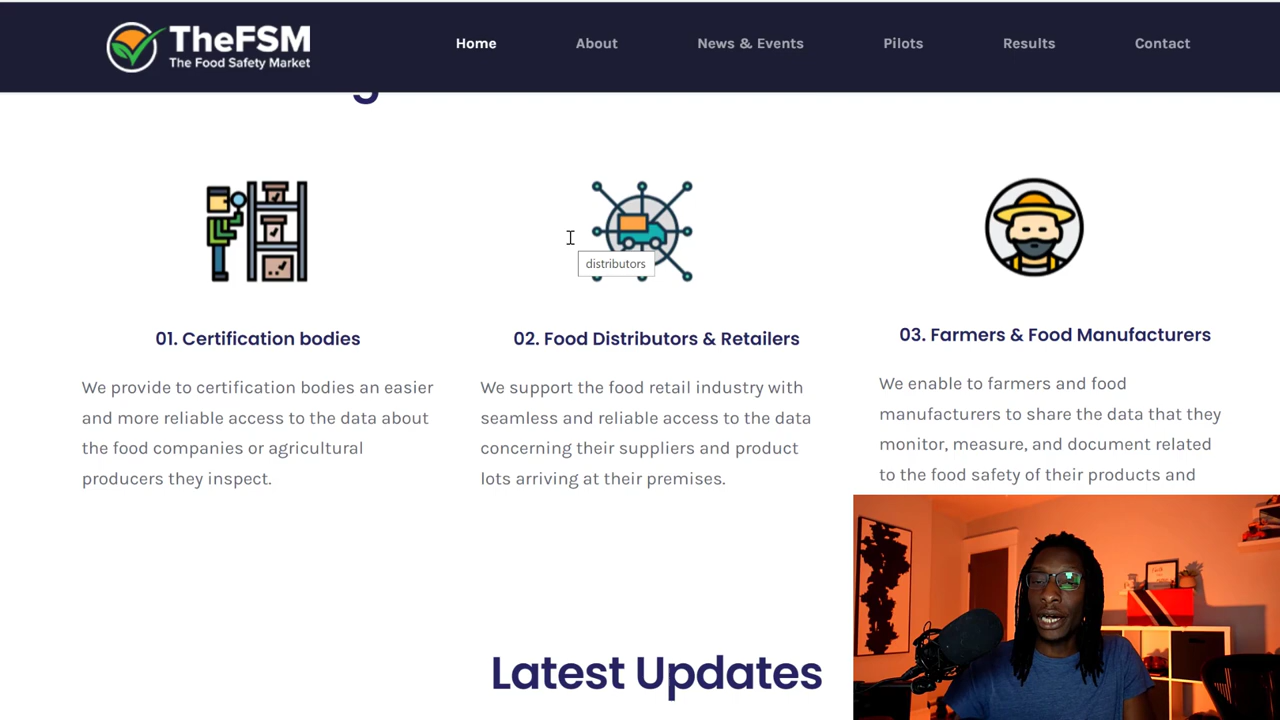 TheFSM
The Food Safety Market
Home
About
News & Events
Pilots
Results
Contact
distributors
01. Certification bodies
We provide to certification bodies an easier
and more reliable access to the data about
the food companies or agricultural
producers they inspect.
02. Food Distributors & Retailers
We support the food retail industry with
seamless and reliable access to the data
concerning their suppliers and product
lots arriving at their premises.
03. Farmers & Food Manufacturers
We enable to farmers and food
manufacturers to share the data that they
monitor, measure, and document related
to the food safety of their products and
Latest Updates